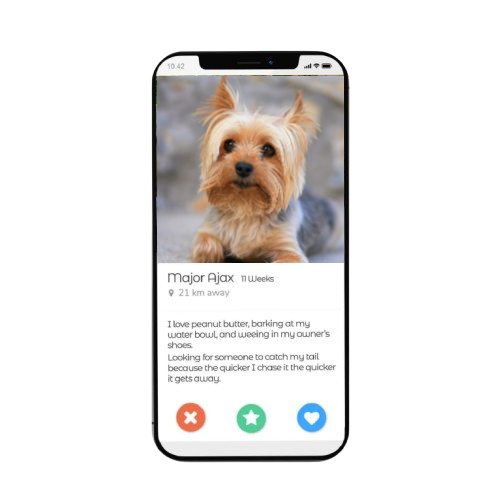 10.42
Major Ajax 11 Weeks
21 km away
I love peanut butter, barking at my
water bowl, and weeing in my owner's
shoes.
Looking for someone to catch my tail
because the quicker I chase it the quicker
it gets away.